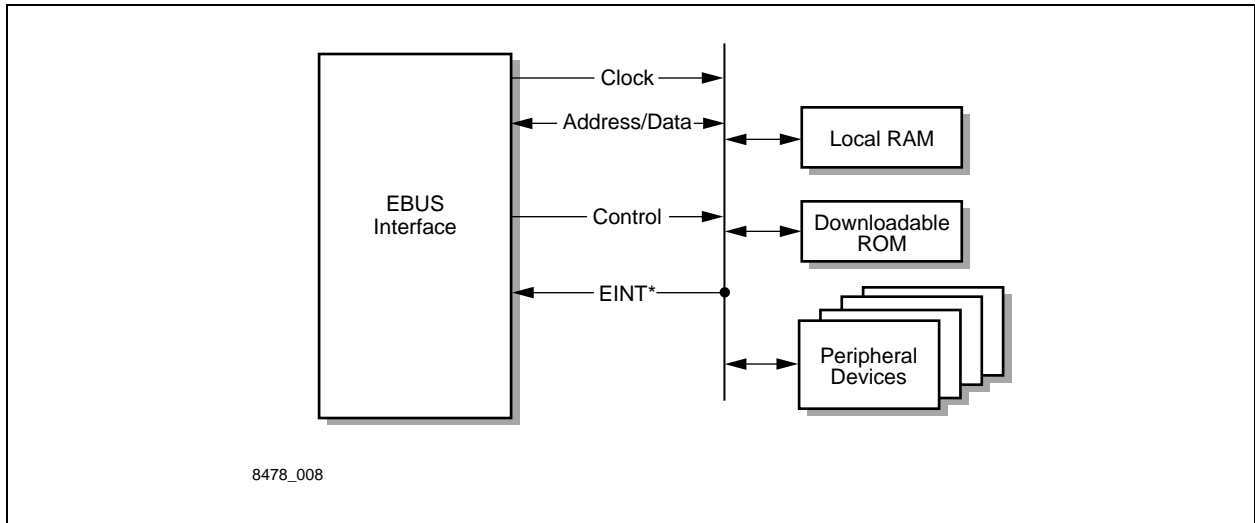 Clock
Address/Data
Local RAM
EBUS
Interface
Control
Downloadable
ROM
EINT*
Peripheral
Devices
8478_008